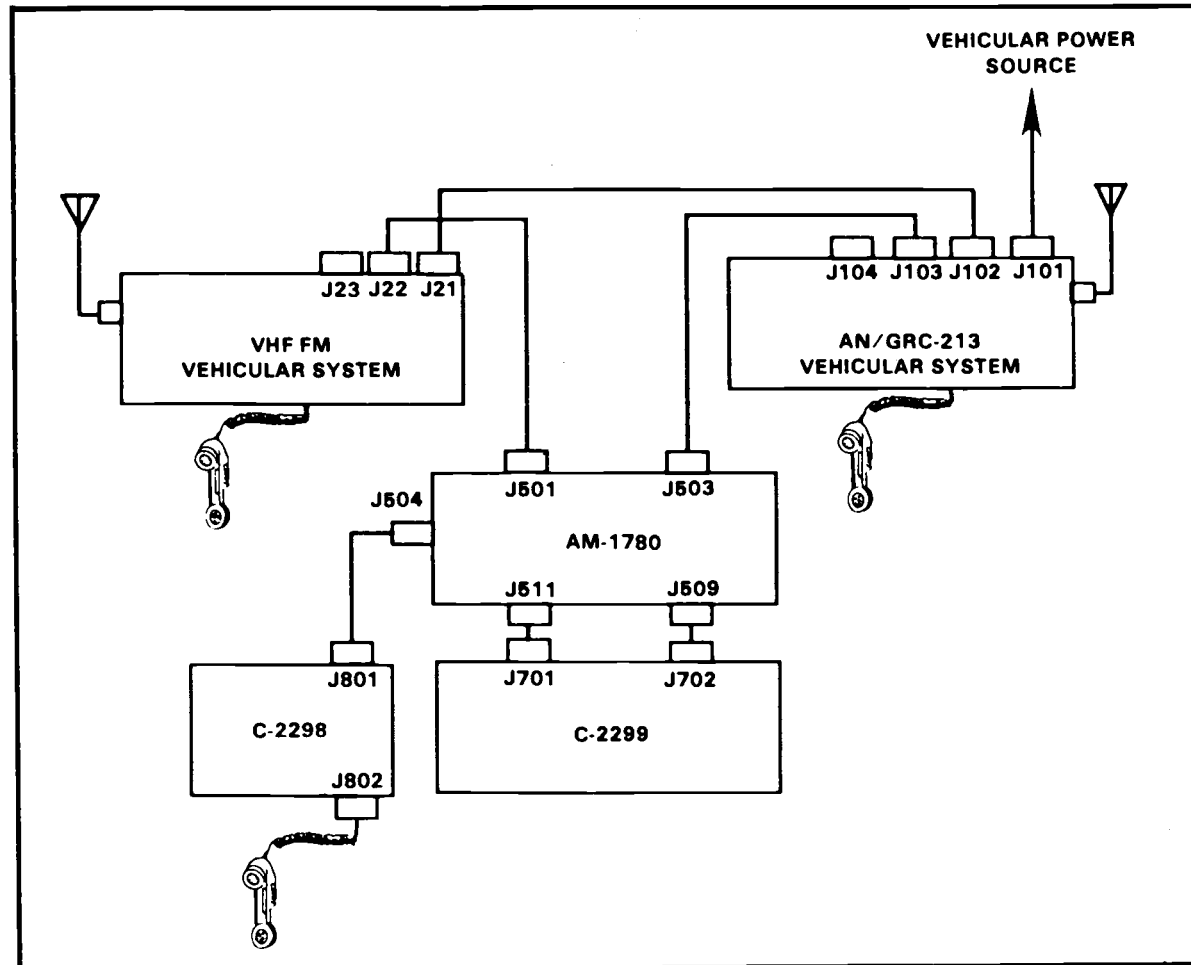 VEHICULAR POWER
SOURCE
J23 J22 J21
VHF FM
VEHICULAR SYSTEM
J104 J103 J102 J101
AN/GRC-213
VEHICULAR SYSTEM
J501 J503
J504
AM-1780
J511 J509
J801
C-2298
J802
J701 J702
C-2299